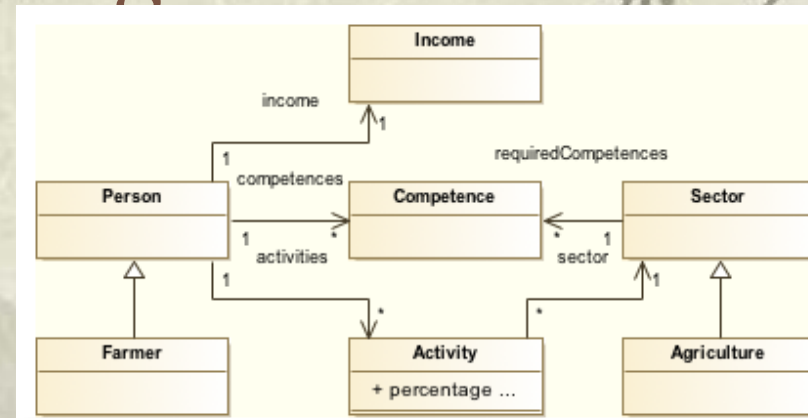 Income
income
1
1
requiredCompetences
competences
Person
Competence
Sector
1
*
*
1
activities
sector
1
*
*
1
Farmer
Activity
Agriculture
+ percentage ...